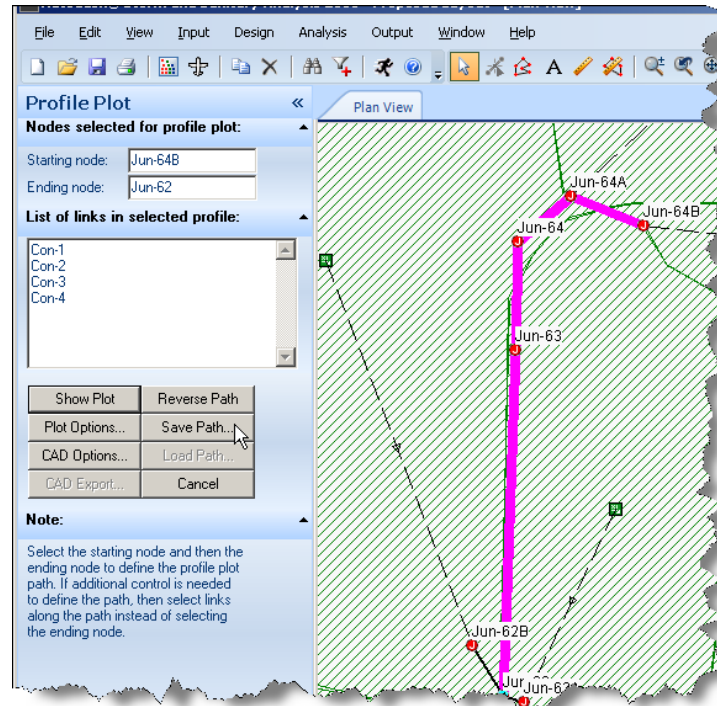 File Edit View Input Design Analysis Output Window Help
Profile Plot «
Plan View
Nodes selected for profile plot:
Starting node: Jun-64B
Ending node: Jun-62
List of links in selected profile:
Con-1
Con-2
Con-3
Con-4
Show Plot Reverse Path
Plot Options... Save Path...
CAD Options... Load Path...
CAD Export... Cancel
Note:
Select the starting node and then the
ending node to define the profile plot
path. If additional control is needed
to define the path, then select links
along the path instead of selecting
the ending node.
Jun-64A
Jun-64B
Jun-64
Jun-63
Jun-62B